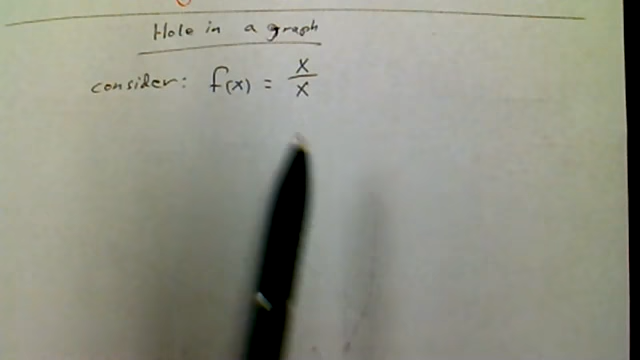 Hole in a graph
consider: f(x) = x/x